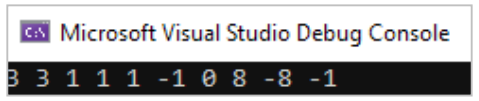 Microsoft Visual Studio Debug Console
3 3 1 1 1 -1 0 8 -8 -1